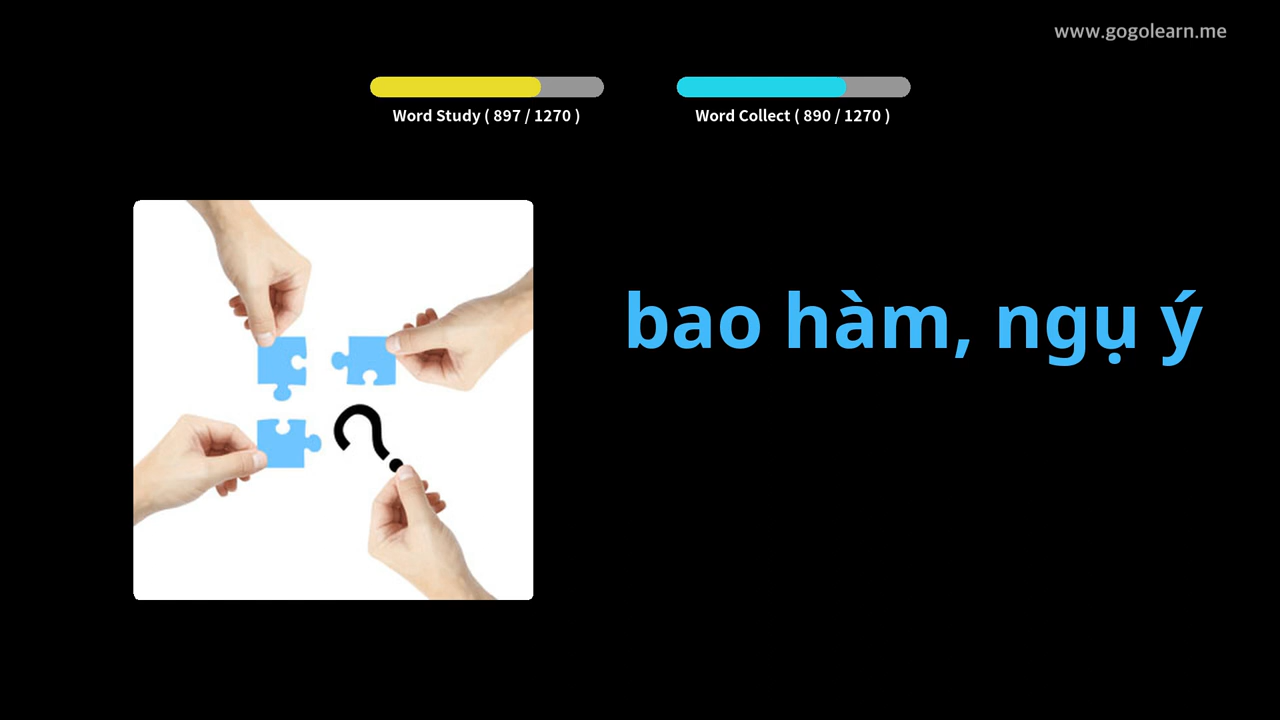 www.gogolearn.me
Word Study ( 897 / 1270 )
Word Collect ( 890 / 1270 )
bao hàm, ngụ ý
?